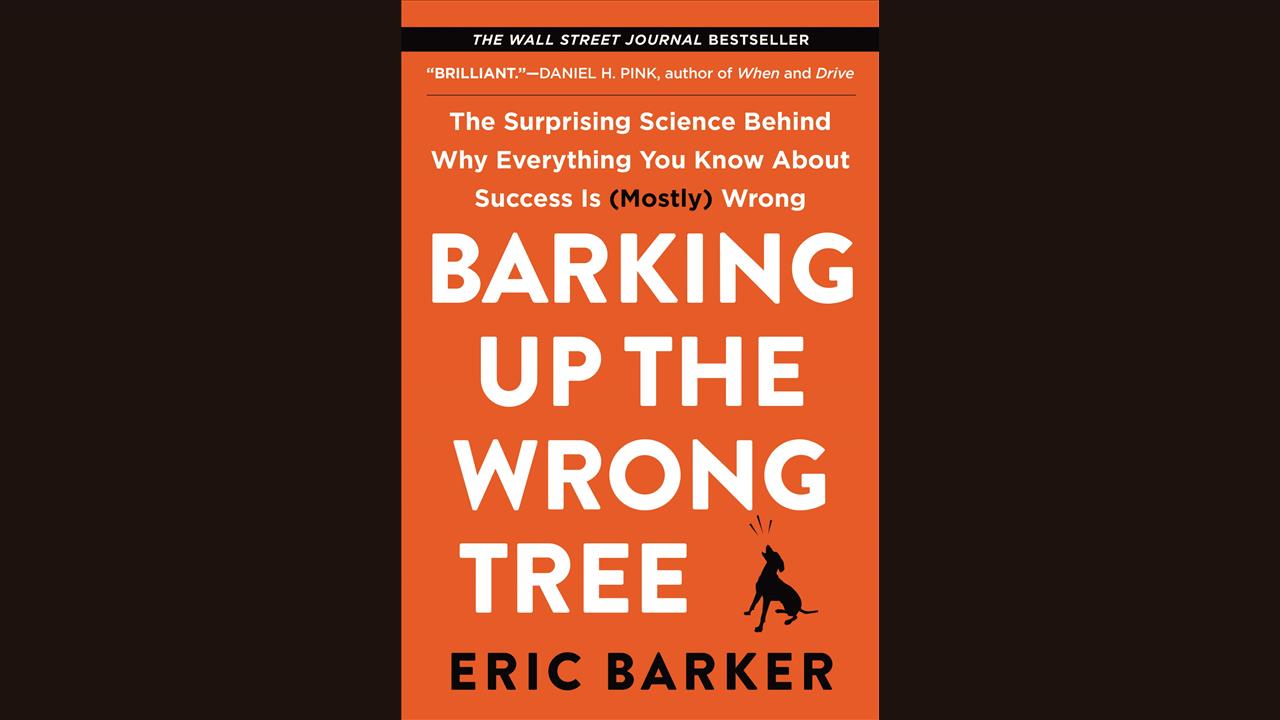 THE WALL STREET JOURNAL BESTSELLER
“BRILLIANT.”—DANIEL H. PINK, author of When and Drive
The Surprising Science Behind
Why Everything You Know About
Success Is (Mostly) Wrong
BARKING
UP THE
WRONG
TREE
ERIC BARKER